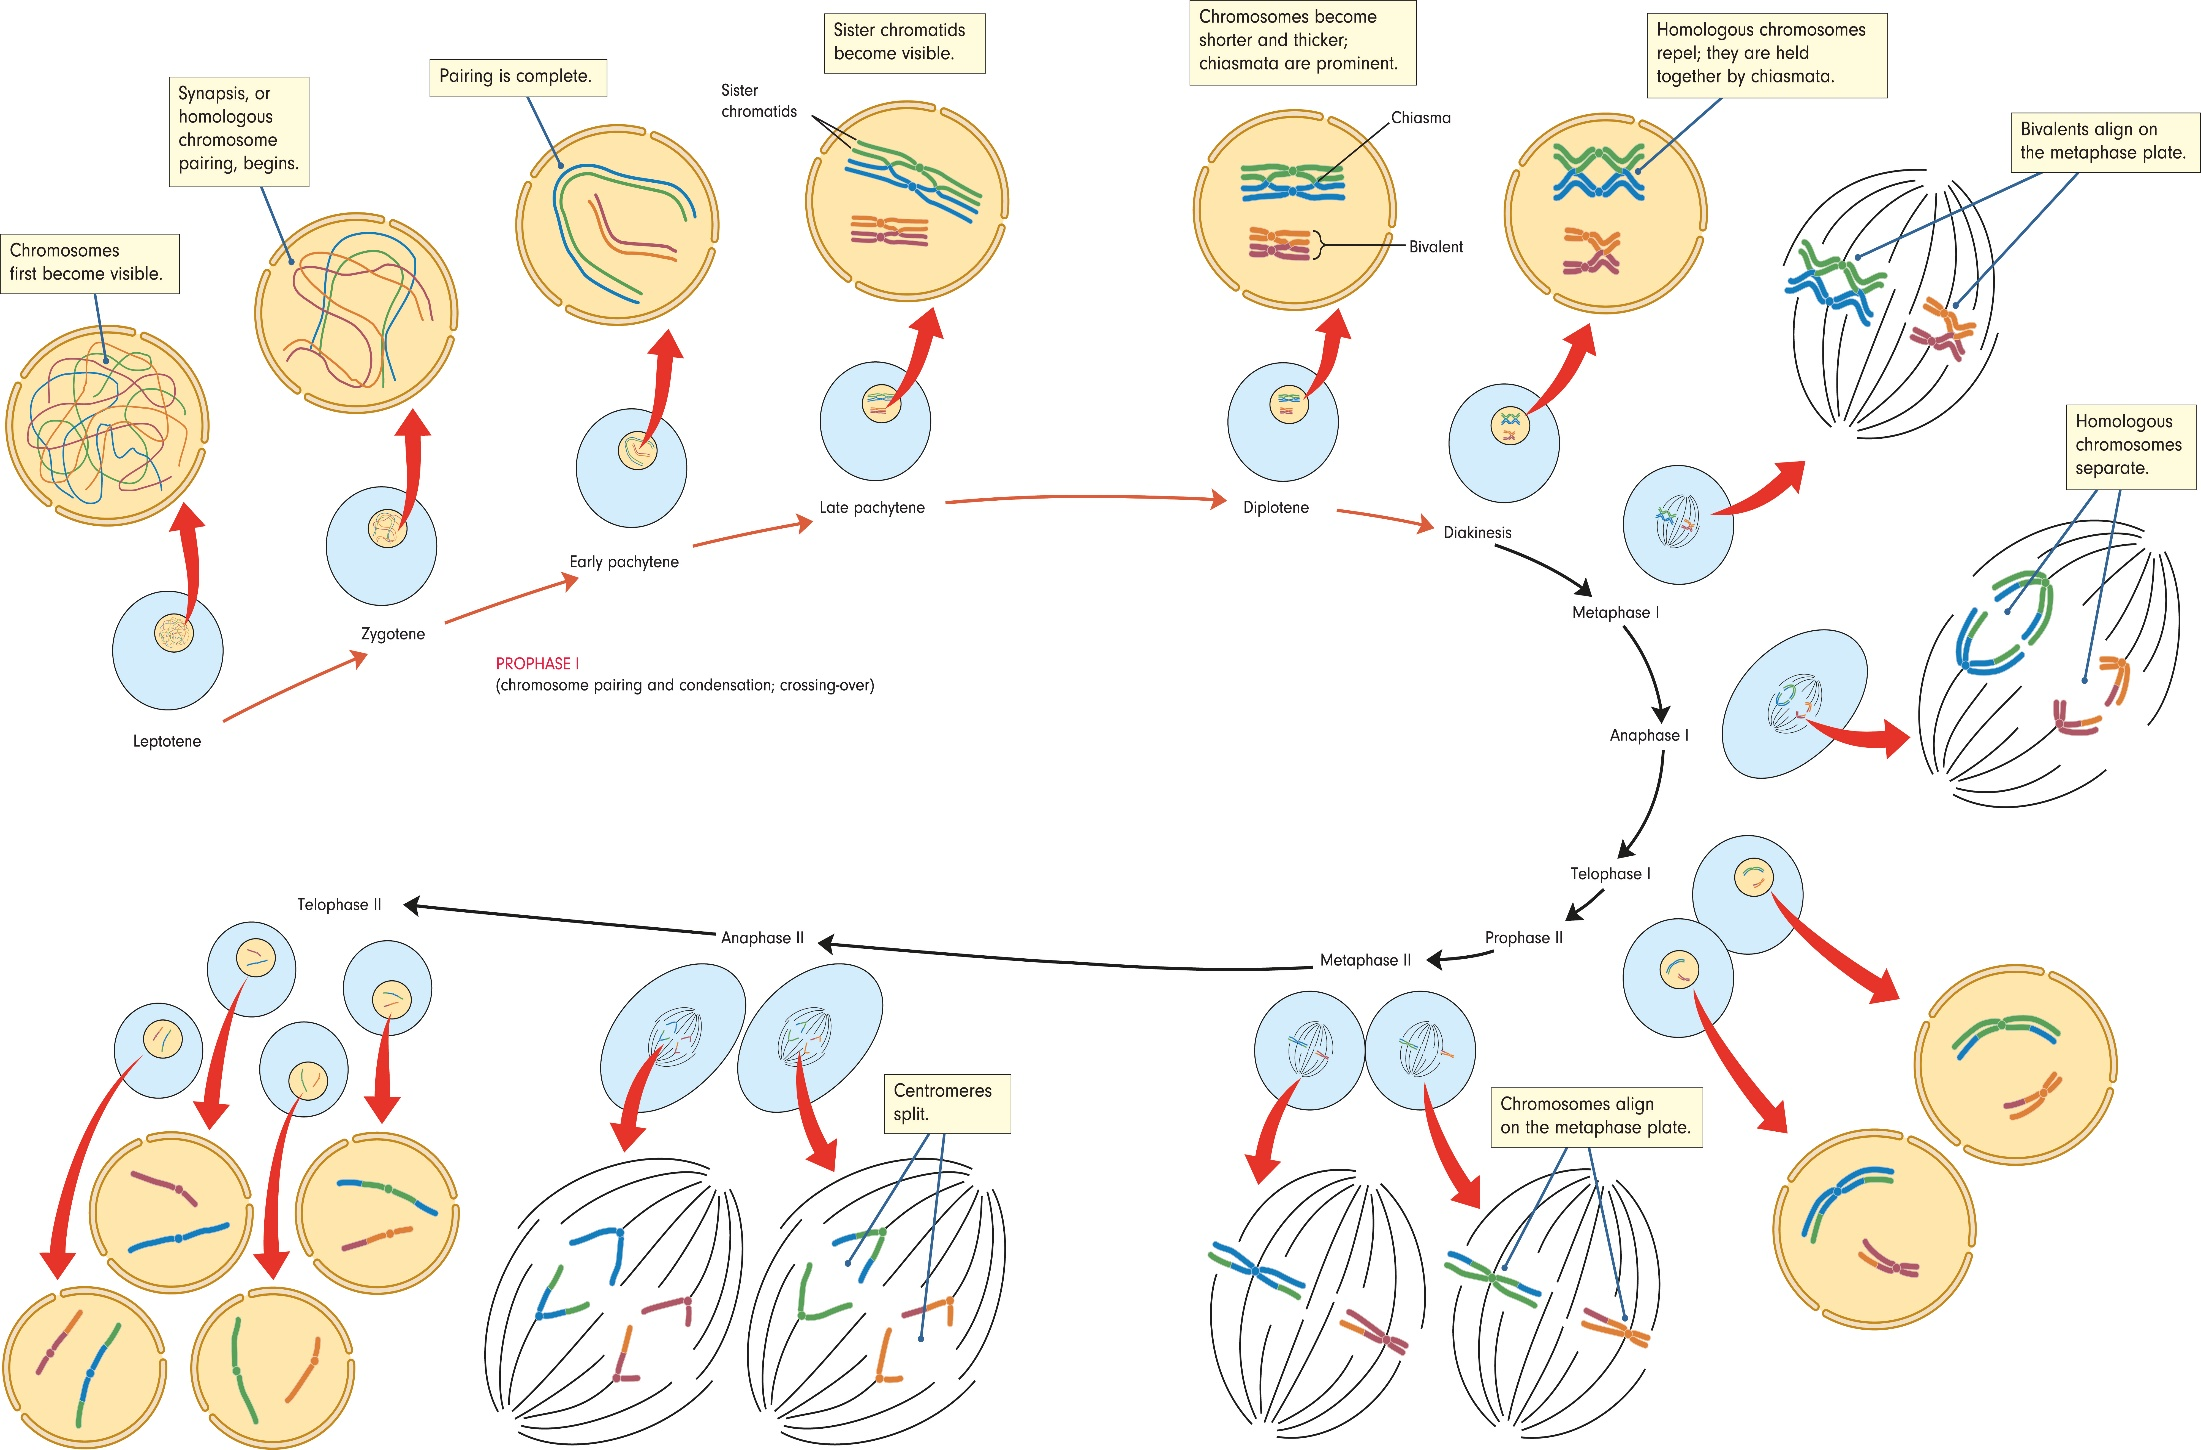 Chromosomes
first become visible.
Synapsis, or
homologous
chromosome
pairing, begins.
Pairing is complete.
Sister chromatids
become visible.
Sister
chromatids
Chromosomes become
shorter and thicker;
chiasmata are prominent.
Chiasma
Bivalent
Homologous chromosomes
repel; they are held
together by chiasmata.
Bivalents align on
the metaphase plate.
Homologous
chromosomes
separate.
Leptotene
Zygotene
Early pachytene
Late pachytene
Diplotene
Diakinesis
PROPHASE I
(chromosome pairing and condensation; crossing-over)
Metaphase I
Anaphase I
Telophase I
Prophase II
Metaphase II
Anaphase II
Telophase II
Chromosomes align
on the metaphase plate.
Centromeres
split.